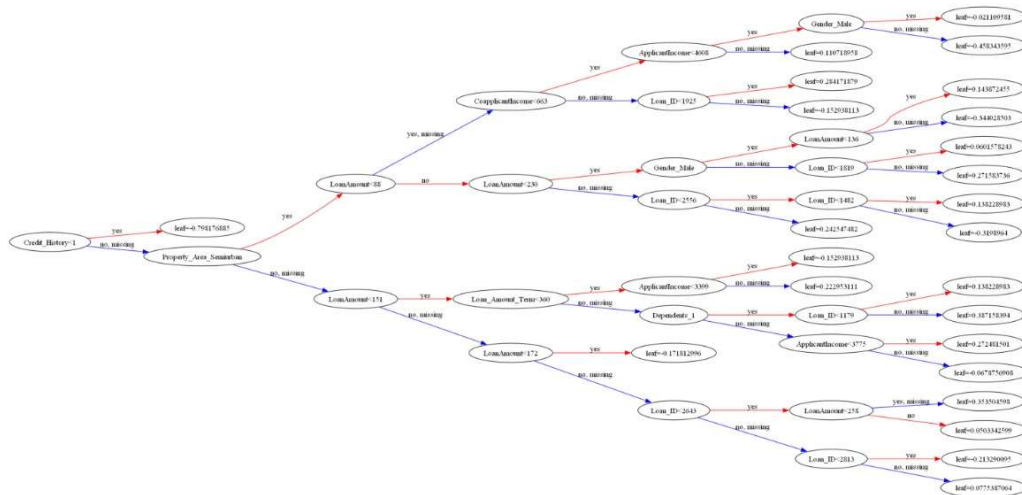 Gender_Male
yes
leaf=-0.021109581
no, missing
leaf=-0.458343595
ApplicantIncome<4608
yes
no, missing
leaf=0.110718958
CoapplicantIncome<663
yes
no, missing
Loan_ID<1925
yes
leaf=0.284171879
no, missing
leaf=-0.152938113
yes, missing
LoanAmount<88
no
LoanAmount<236
yes
Gender_Male
yes
LoanAmount<136
yes
leaf=0.143872455
no, missing
leaf=-0.344028503
no, missing
Loan_ID<1819
yes
leaf=0.0601578243
no, missing
leaf=0.271583736
no, missing
Loan_ID<2556
yes
Loan_ID<1482
yes
leaf=0.138228983
no, missing
leaf=-0.3898964
no, missing
leaf=0.242547482
Credit_History<1
yes
leaf=-0.798176885
no, missing
Property_Area_Semiurban
yes
no, missing
LoanAmount<151
yes
Loan_Amount_Term<360
yes
ApplicantIncome<3399
yes
leaf=-0.152938113
no, missing
leaf=0.222953111
no, missing
Dependents_1
yes
Loan_ID<1179
yes
leaf=0.138228983
no, missing
leaf=0.387158394
no, missing
ApplicantIncome<3775
yes
leaf=0.272481501
no, missing
leaf=-0.0678756908
no, missing
LoanAmount<172
yes
leaf=-0.171812996
no, missing
Loan_ID<2643
yes
LoanAmount<258
yes, missing
leaf=0.353504598
no
leaf=0.0503342599
no, missing
Loan_ID<2813
yes
leaf=-0.213290095
no, missing
leaf=0.0775387064